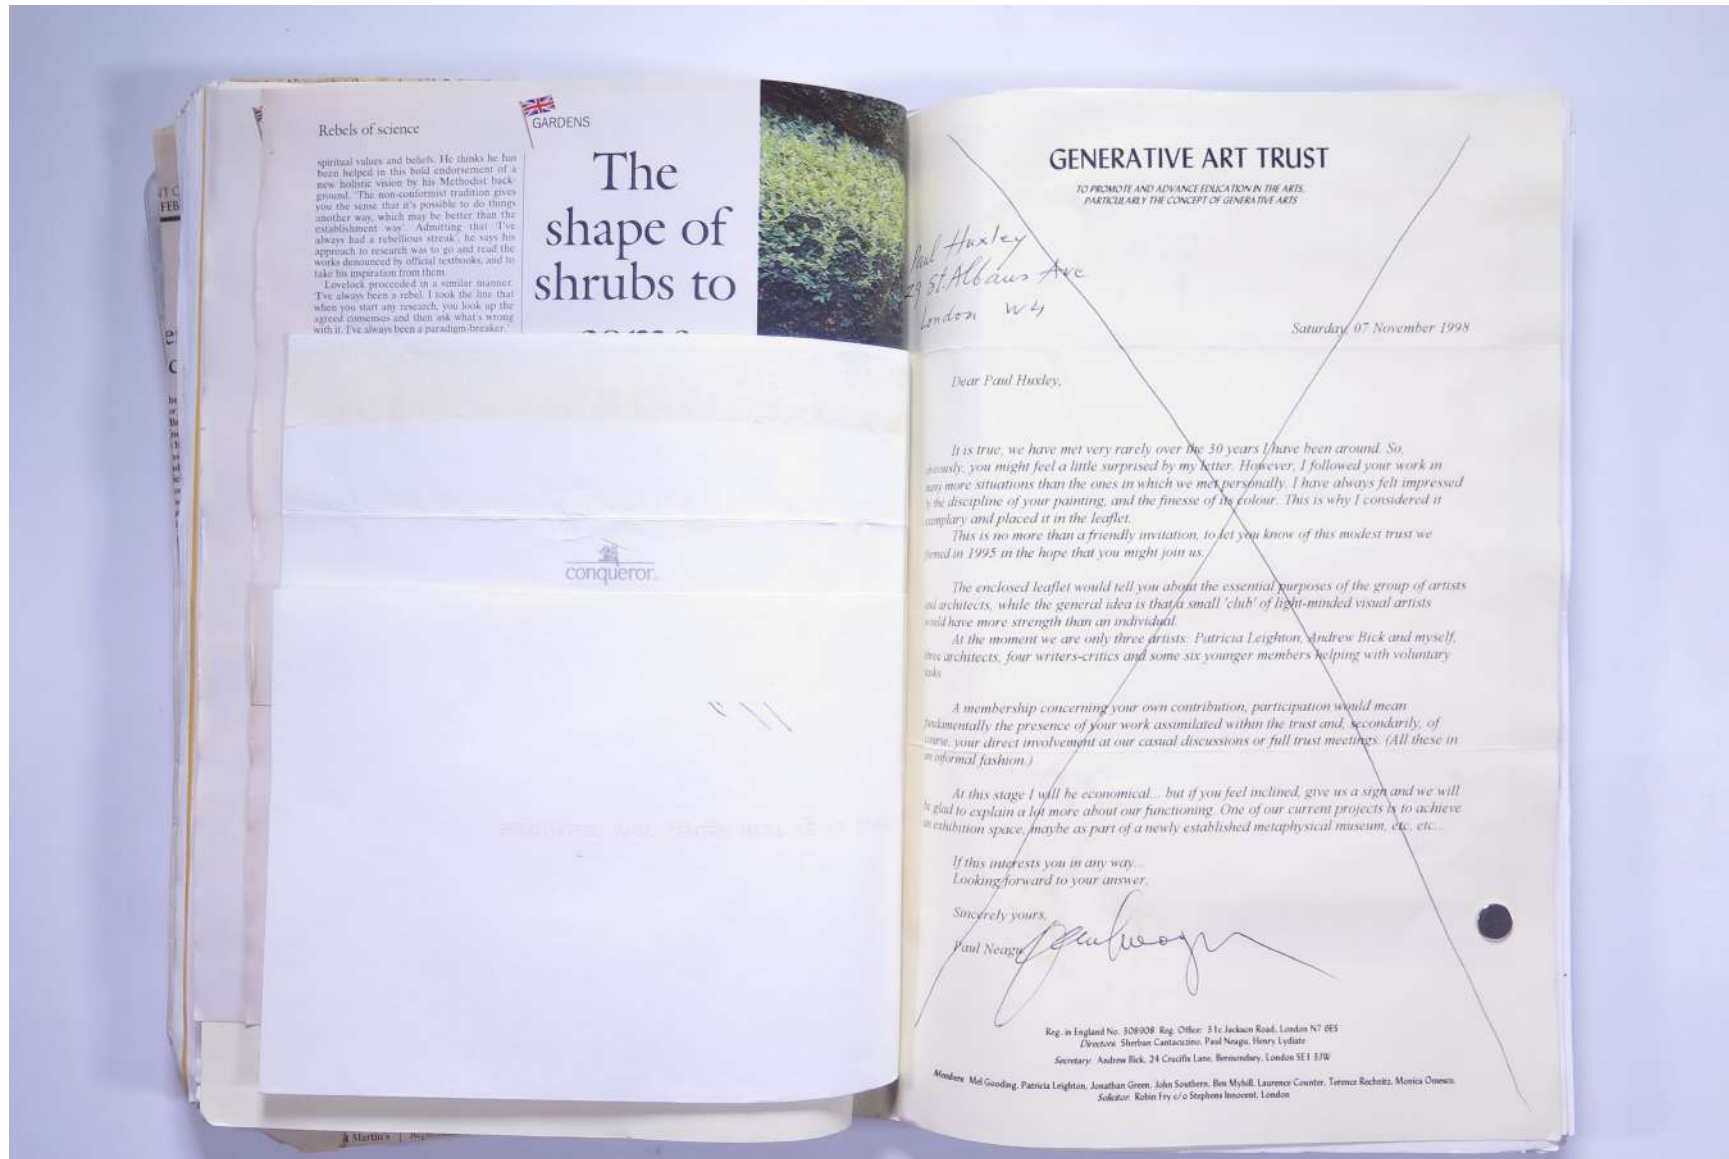 Rebels of science
spiritual values and beliefs. He thinks he has
been helped in this bold endorsement of a
new holistic vision by his Methodist back-
ground. 'The non-conformist tradition gives
you the sense that it's possible to do things
another way, which may be better than the
establishment way'. Admitting that 'I've
always had a rebellious streak', he says his
approach to research was to go and read the
works denounced by official textbooks, and to
take his inspiration from them.
Lovelock proceeded in a similar manner.
'I've always been a rebel. I took the line that
when you start any research, you look up the
agreed consensus and then ask what's wrong
with it. I've always been a paradigm-breaker.'
GARDENS
The
shape of
shrubs to
conqueror
Martin's
GENERATIVE ART TRUST
TO PROMOTE AND ADVANCE EDUCATION IN THE ARTS,
PARTICULARLY THE CONCEPT OF GENERATIVE ARTS
Paul Huxley
29 St. Albans Ave
London W4
Saturday, 07 November 1998
Dear Paul Huxley,
It is true, we have met very rarely over the 30 years I have been around. So,
you might feel a little surprised by my letter. However, I followed your work in
more situations than the ones in which we met personally. I have always felt impressed
the discipline of your painting, and the finesse of its colour. This is why I considered it
and placed it in the leaflet.
This is no more than a friendly invitation, to let you know of this modest trust we
in 1995 in the hope that you might join us.
The enclosed leaflet would tell you about the essential purposes of the group of artists
architects, while the general idea is that a small 'club' of light-minded visual artists
have more strength than an individual.
At the moment we are only three artists: Patricia Leighton, Andrew Bick and myself,
architects, four writers-critics and some six younger members helping with voluntary
A membership concerning your own contribution, participation would mean
the presence of your work assimilated within the trust and, secondarily, of
your direct involvement at our casual discussions or full trust meetings. (All these in
informal fashion.)
At this stage I will be economical... but if you feel inclined, give us a sign and we will
be glad to explain a lot more about our functioning. One of our current projects is to achieve
exhibition space, maybe as part of a newly established metaphysical museum, etc, etc...
If this interests you in any way...
Looking forward to your answer,
Sincerely yours,
Paul Neagu
Reg. in England No. 308908 Reg. Office: 31c Jackson Road, London N7 6ES
Directors: Sherban Cantacuzino, Paul Neagu, Henry Lydiate
Secretary: Andrew Bick, 24 Crucifix Lane, Bermondsey, London SE1 3JW
Members: Mel Gooding, Patricia Leighton, Jonathan Green, John Southern, Ben Myhill, Laurence Counter, Terence Rechnitz, Monica Omescu.
Solicitor: Robin Fry c/o Stephens Innocent, London